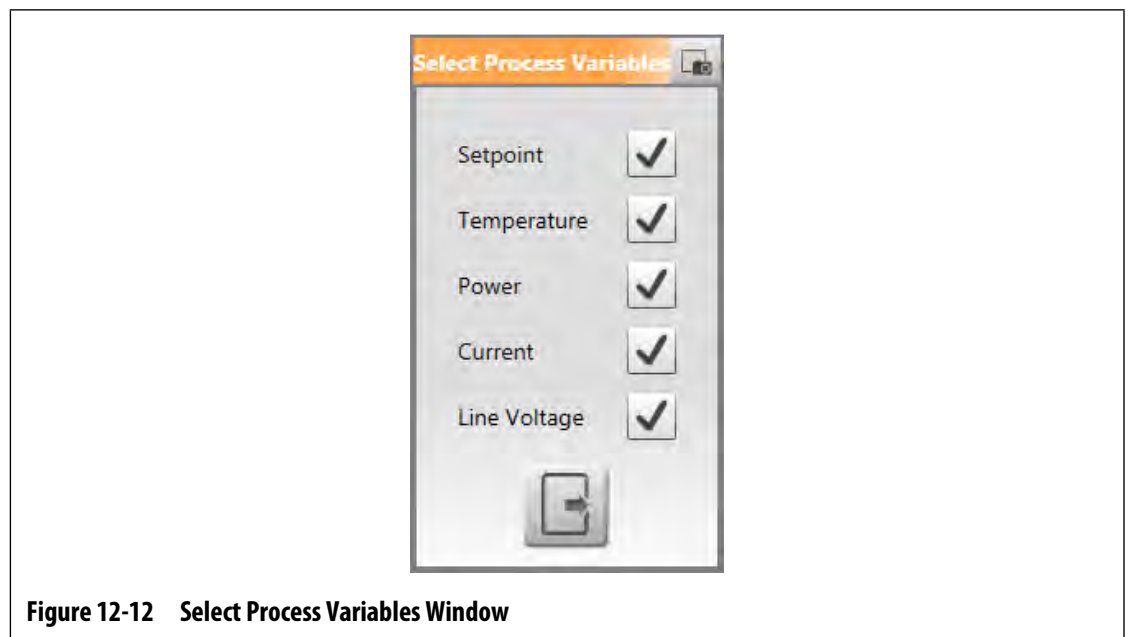 Select Process Variables
Setpoint
Temperature
Power
Current
Line Voltage
Figure 12-12 Select Process Variables Window